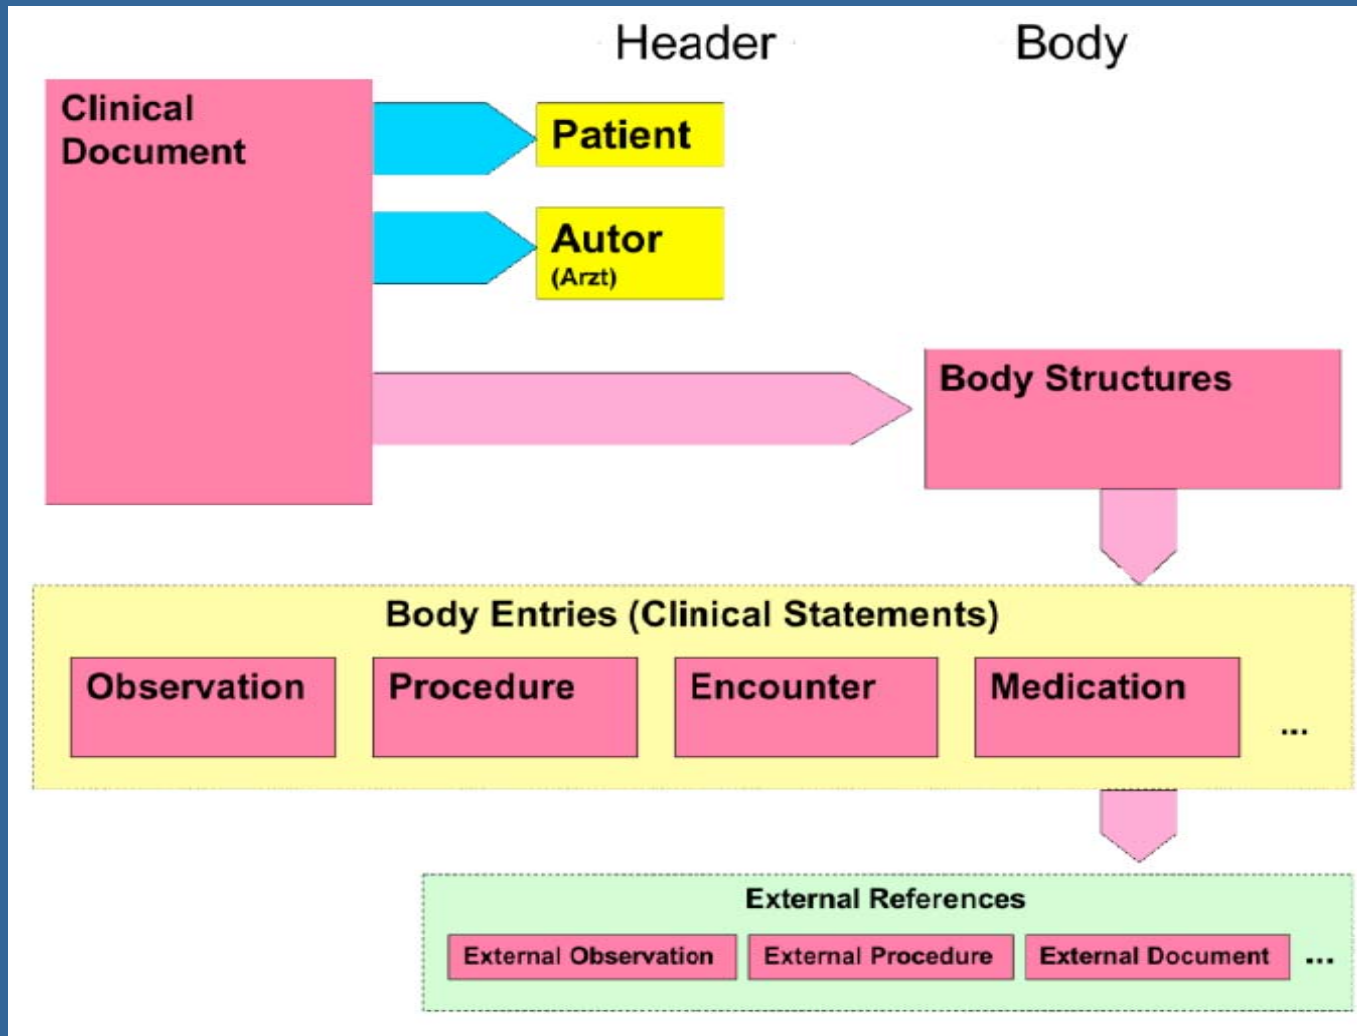 Header
Body
Clinical
Document
Patient
Autor
(Arzt)
Body Structures
Body Entries (Clinical Statements)
Observation
Procedure
Encounter
Medication
...
External References
External Observation
External Procedure
External Document
...